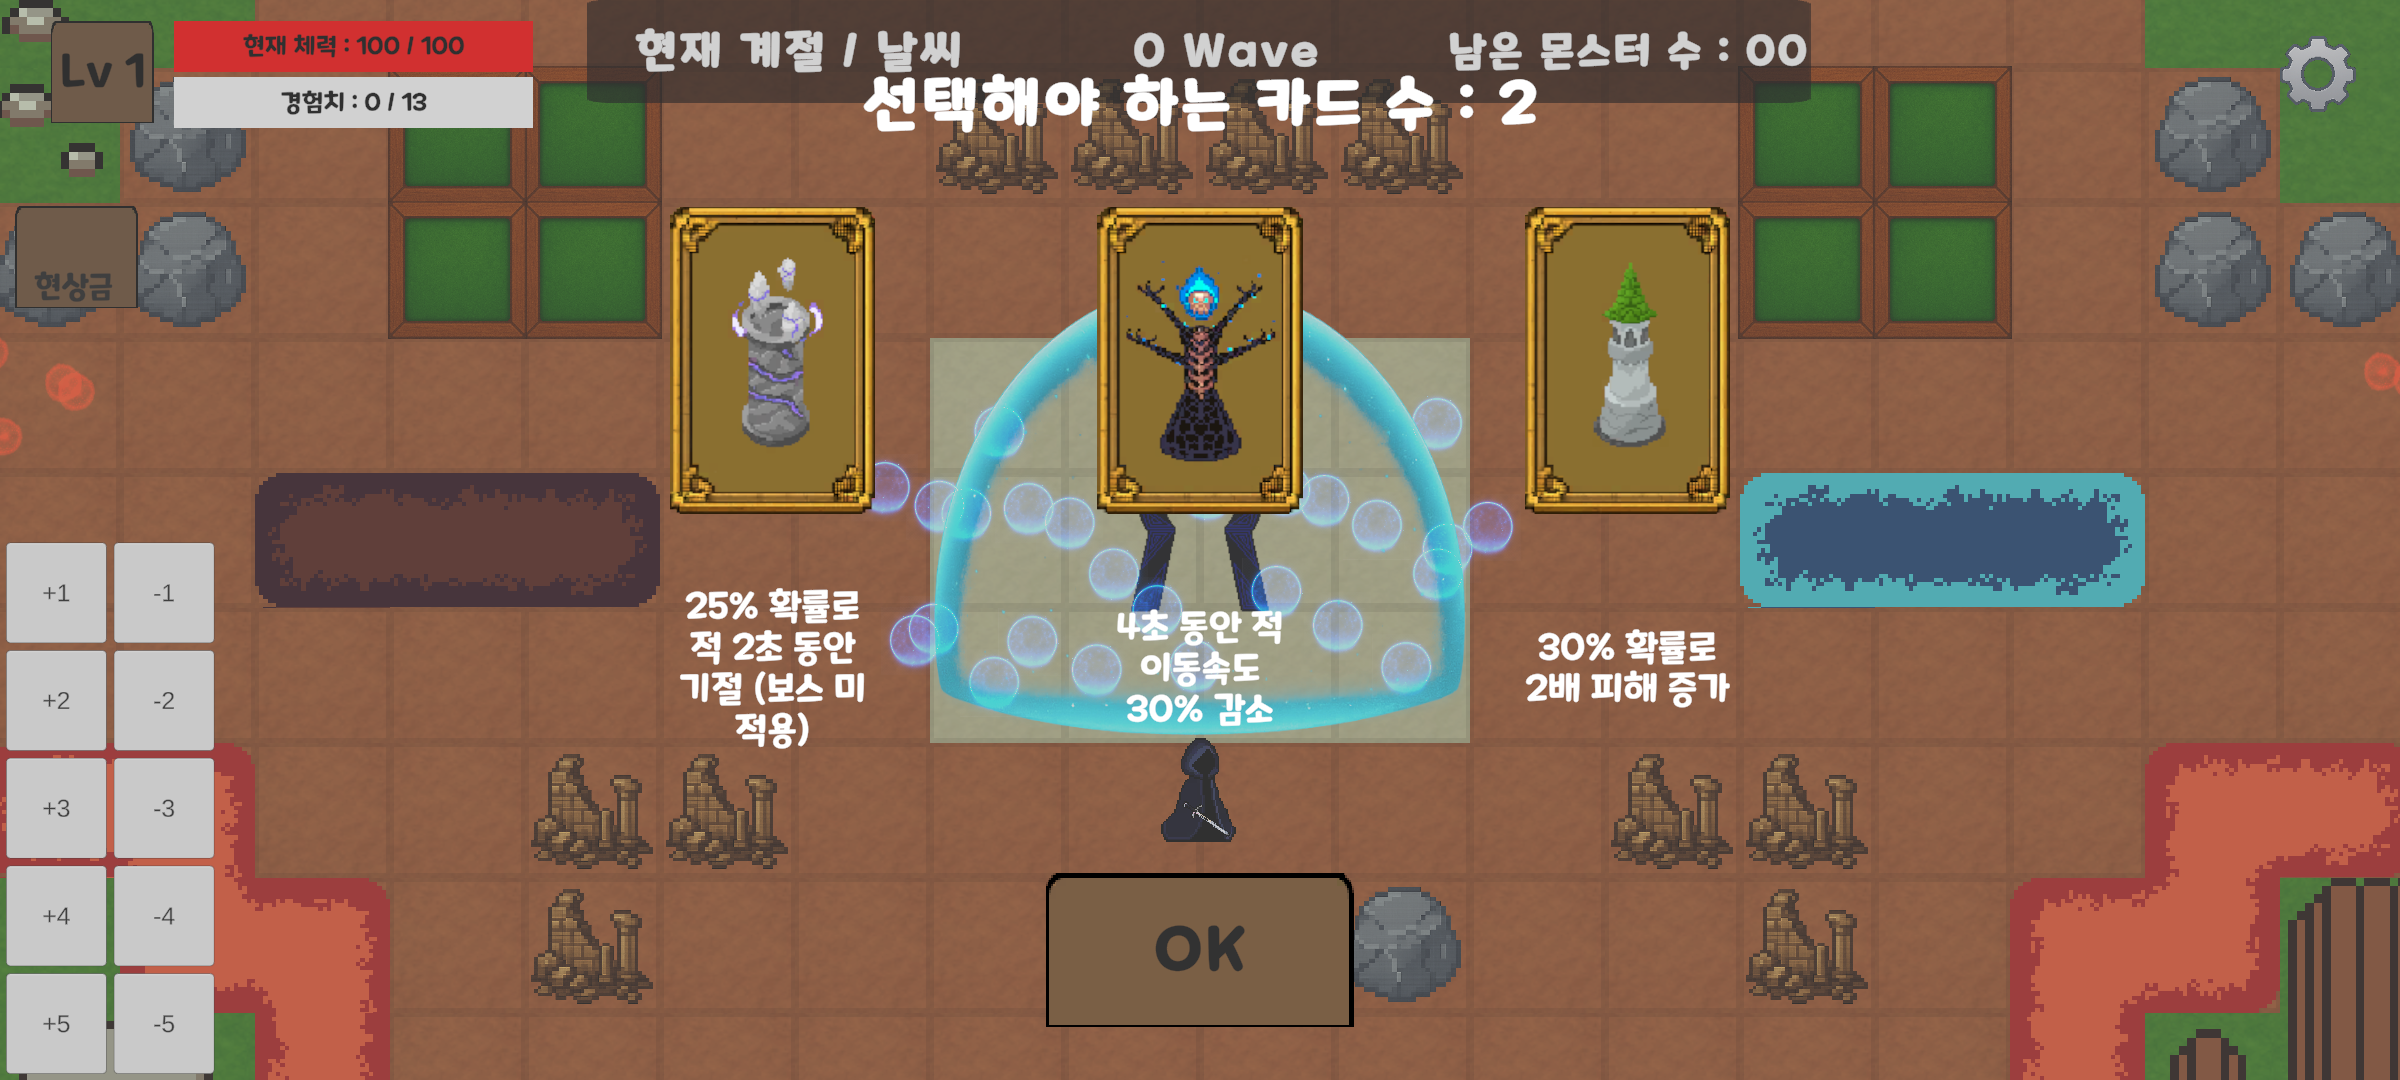 Lv 1
현재 체력 : 100 / 100
경험치 : 0 / 13
현재 계절 / 날씨
0 Wave
남은 몬스터 수 : 00
선택해야 하는 카드 수 : 2
현상금
25% 확률로
적 2초 동안
기절 (보스 미
적용)
4초 동안 적
이동속도
30% 감소
30% 확률로
2배 피해 증가
+1
-1
+2
-2
+3
-3
+4
-4
+5
-5
OK